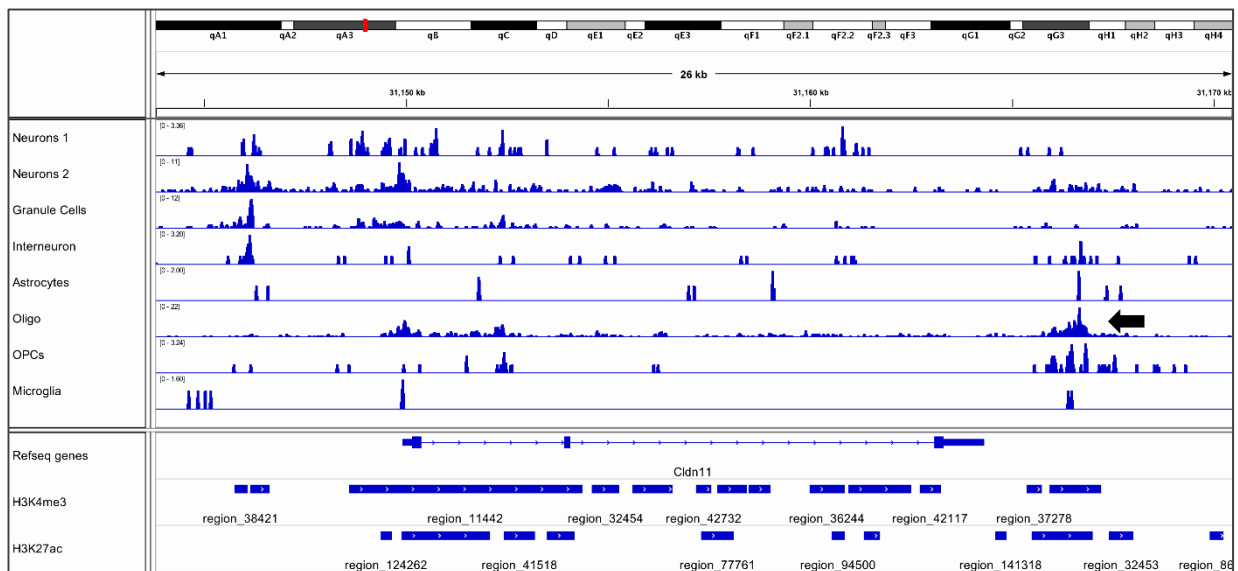 qA1 qA2 qA3 qB qC qD qE1 qE2 qE3 qF1 qF2.1 qF2.2 qF2.3 qF3 qG1 qG2 qG3 qH1 qH2 qH3 qH4
26 kb
31,150 kb 31,160 kb 31,170 kb
Neurons 1 [0 - 3.36]
Neurons 2 [0 - 11]
Granule Cells [0 - 12]
Interneuron [0 - 3.20]
Astrocytes [0 - 2.00]
Oligo [0 - 22]
OPCs [0 - 3.24]
Microglia [0 - 1.60]
Refseq genes
Cldn11
H3K4me3
region_38421 region_11442 region_32454 region_42732 region_36244 region_42117 region_37278
H3K27ac
region_124262 region_41518 region_77761 region_94500 region_141318 region_32453 region_86